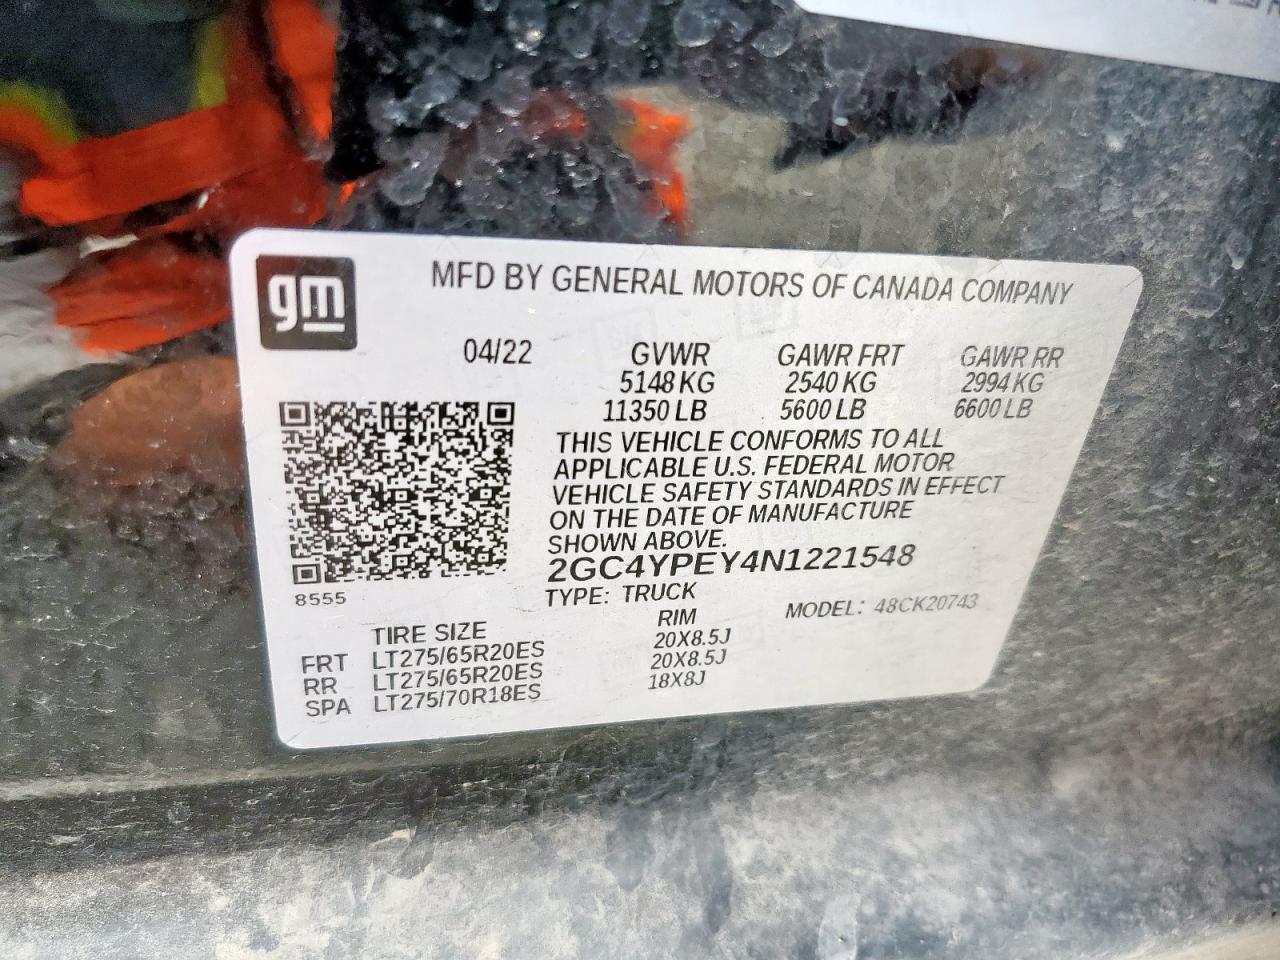 gm
MFD BY GENERAL MOTORS OF CANADA COMPANY
04/22 GVWR GAWR FRT GAWR RR
5148 KG 2540 KG 2994 KG
11350 LB 5600 LB 6600 LB
THIS VEHICLE CONFORMS TO ALL
APPLICABLE U.S. FEDERAL MOTOR
VEHICLE SAFETY STANDARDS IN EFFECT
ON THE DATE OF MANUFACTURE
SHOWN ABOVE.
2GC4YPEY4N1221548
8555
TYPE: TRUCK MODEL: 48CK20743
TIRE SIZE RIM
FRT LT275/65R20ES 20X8.5J
RR LT275/65R20ES 20X8.5J
SPA LT275/70R18ES 18X8J